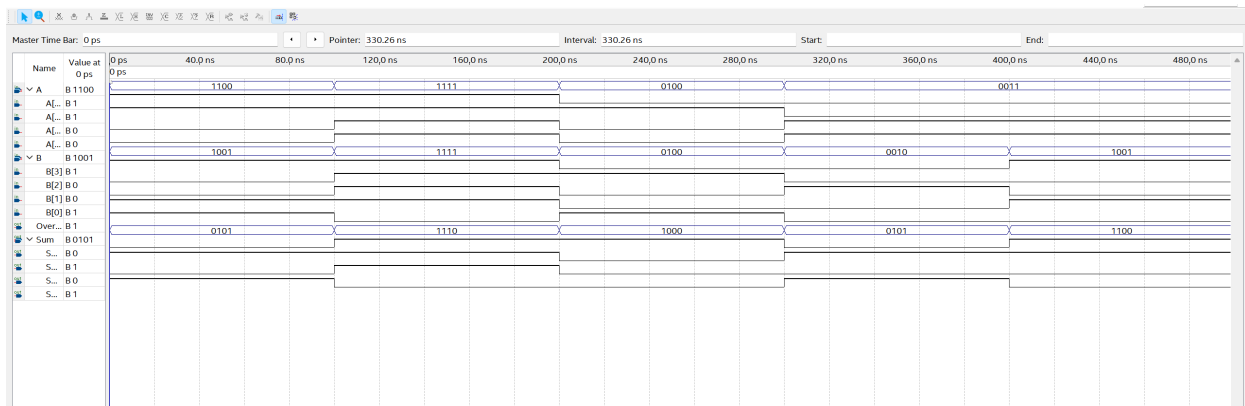 Master Time Bar: 0 ps Pointer: 330.26 ns Interval: 330.26 ns Start: End:
Name Value at 0 ps 0 ps 40,0 ns 80,0 ns 120,0 ns 160,0 ns 200,0 ns 240,0 ns 280,0 ns 320,0 ns 360,0 ns 400,0 ns 440,0 ns 480,0 ns
0 ps
A B 1100 1100 1111 0100 0011
A[... B 1
A[... B 1
A[... B 0
A[... B 0
B B 1001 1001 1111 0100 0010 1001
B[3] B 1
B[2] B 0
B[1] B 0
B[0] B 1
Over... B 1
Sum B 0101 0101 1110 1000 0101 1100
S... B 0
S... B 1
S... B 0
S... B 1